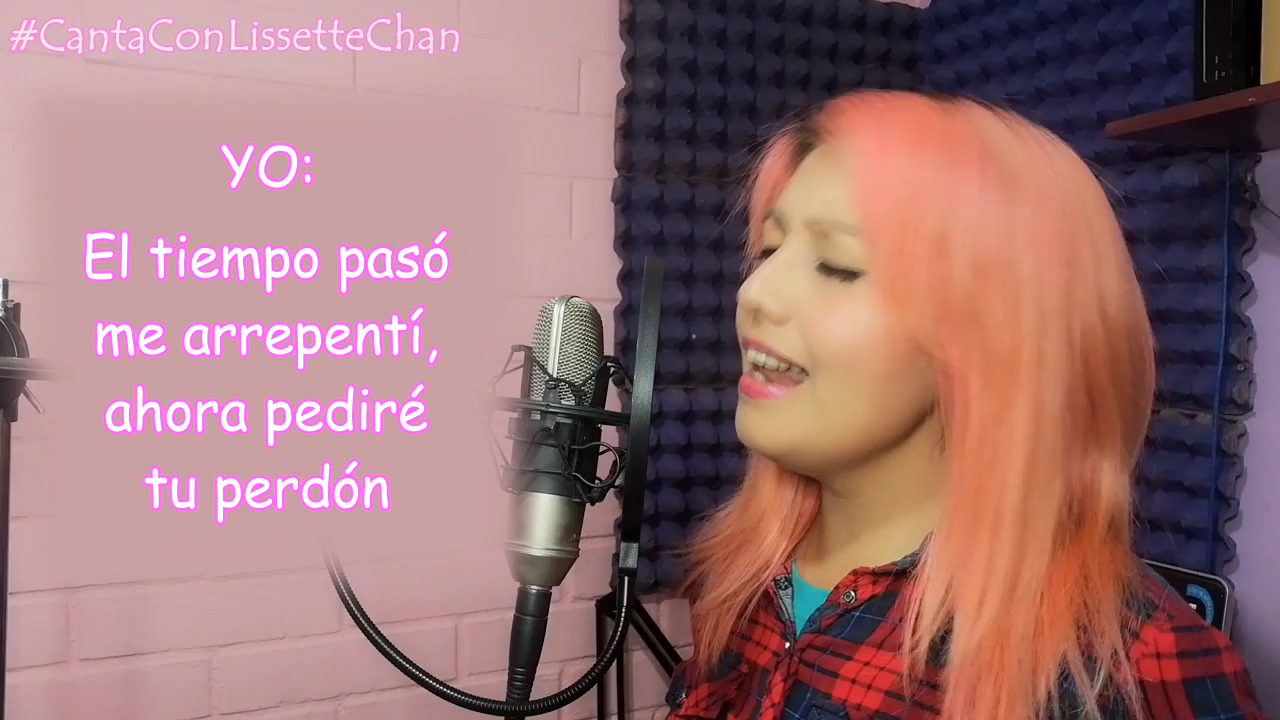 #CantaConLissetteChan
YO:
El tiempo pasó
me arrepentí,
ahora pediré
tu perdón